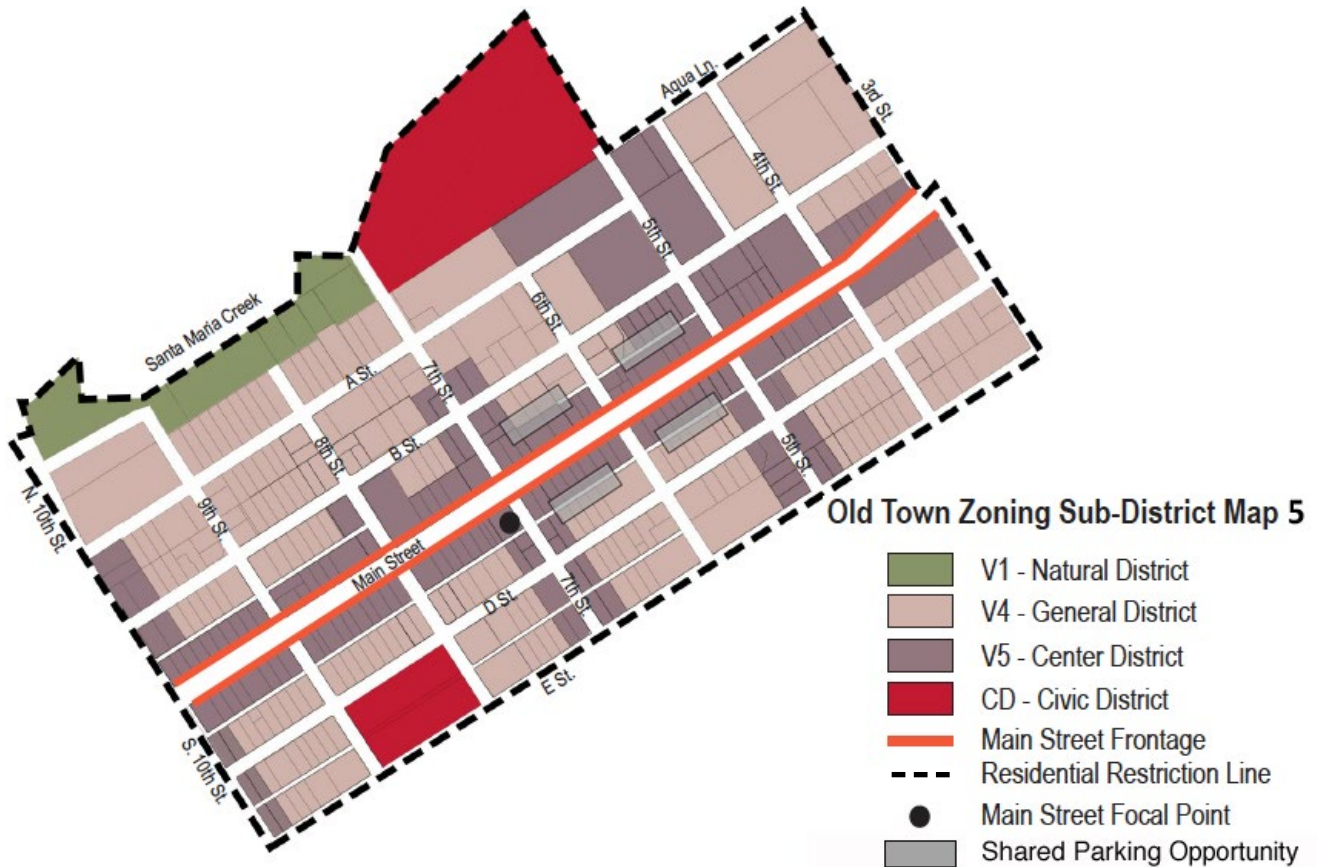 Aqua Ln.
3rd St.
4th St.
5th St.
6th St.
Santa Maria Creek
A St.
7th St.
B St.
8th St.
9th St.
N. 10th St.
Main Street
5th St.
D St.
7th St.
E St.
S. 10th St.
Old Town Zoning Sub-District Map 5
V1 - Natural District
V4 - General District
V5 - Center District
CD - Civic District
Main Street Frontage
Residential Restriction Line
Main Street Focal Point
Shared Parking Opportunity